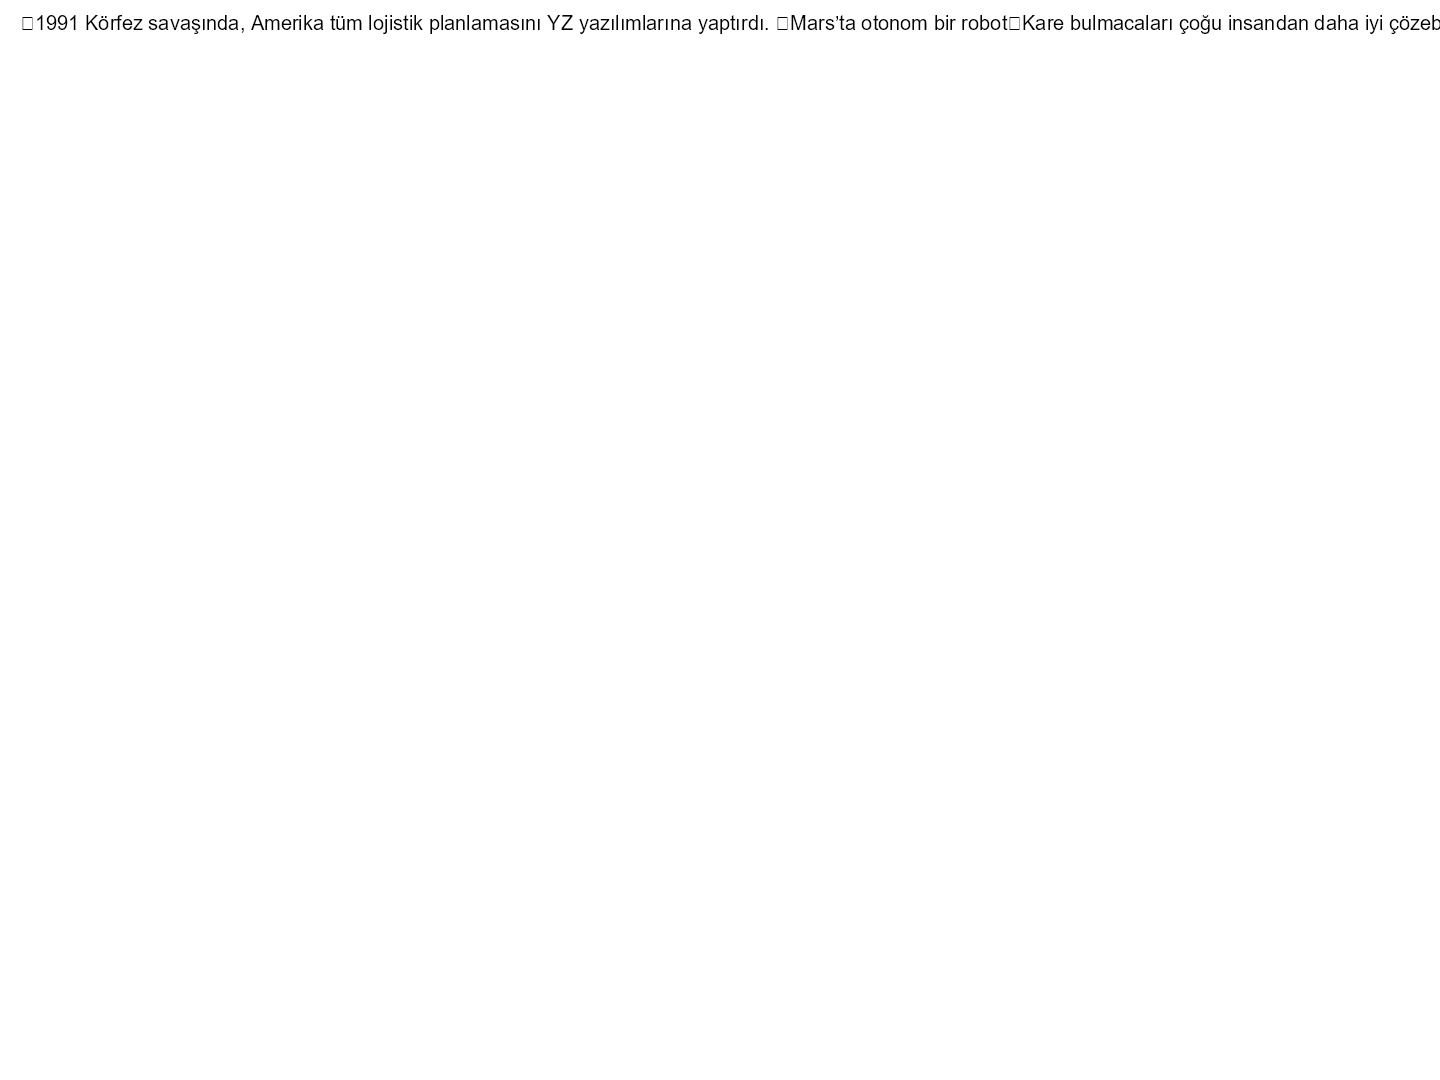 1991 Körfez savaşında, Amerika tüm lojistik planlamasını YZ yazılımlarına yaptırdı. Mars’ta otonom bir robot Kare bulmacaları çoğu insandan daha iyi çözeb